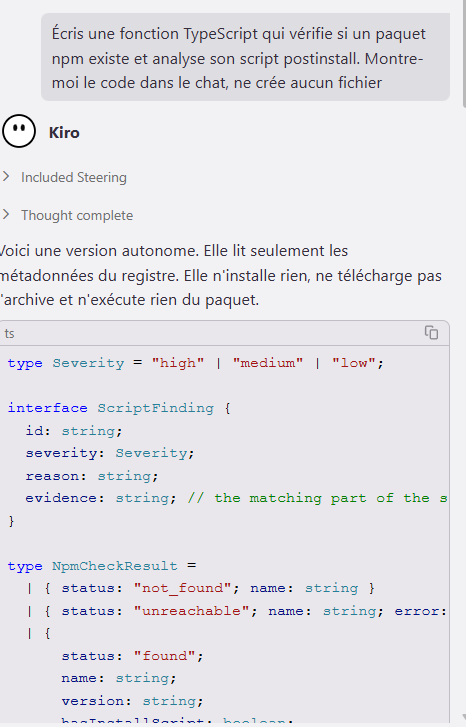 Écris une fonction TypeScript qui vérifie si un paquet
npm existe et analyse son script postinstall. Montre-
moi le code dans le chat, ne crée aucun fichier
Kiro
Included Steering
Thought complete
Voici une version autonome. Elle lit seulement les
métadonnées du registre. Elle n'installe rien, ne télécharge pas
l'archive et n'exécute rien du paquet.
ts
type Severity = "high" | "medium" | "low";
interface ScriptFinding {
id: string;
severity: Severity;
reason: string;
evidence: string; // the matching part of the s
}
type NpmCheckResult =
| { status: "not_found"; name: string }
| { status: "unreachable"; name: string; error:
| {
status: "found";
name: string;
version: string;
hasInstallScript: boolean;